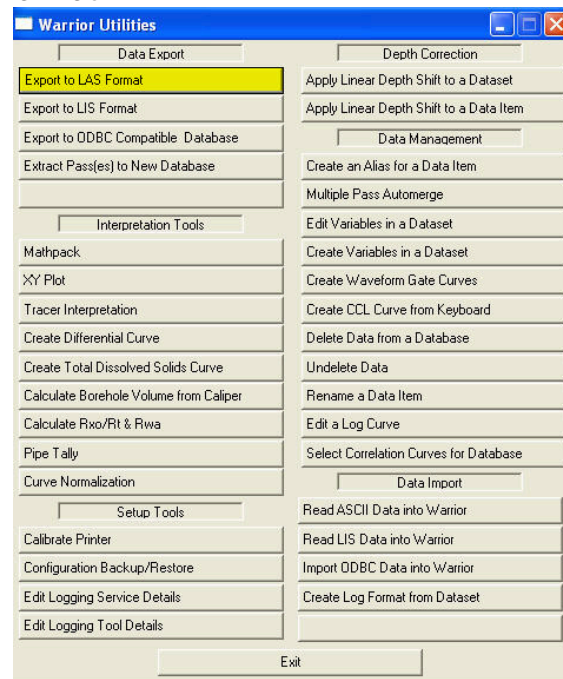 Warrior Utilities
Data Export
Export to LAS Format
Export to LIS Format
Export to ODBC Compatible Database
Extract Pass(es) to New Database
Interpretation Tools
Mathpack
XY Plot
Tracer Interpretation
Create Differential Curve
Create Total Dissolved Solids Curve
Calculate Borehole Volume from Caliper
Calculate Rxo/Rt & Rwa
Pipe Tally
Curve Normalization
Setup Tools
Calibrate Printer
Configuration Backup/Restore
Edit Logging Service Details
Edit Logging Tool Details
Depth Correction
Apply Linear Depth Shift to a Dataset
Apply Linear Depth Shift to a Data Item
Data Management
Create an Alias for a Data Item
Multiple Pass Automerge
Edit Variables in a Dataset
Create Variables in a Dataset
Create Waveform Gate Curves
Create CCL Curve from Keyboard
Delete Data from a Database
Undelete Data
Rename a Data Item
Edit a Log Curve
Select Correlation Curves for Database
Data Import
Read ASCII Data into Warrior
Read LIS Data into Warrior
Import ODBC Data into Warrior
Create Log Format from Dataset
Exit